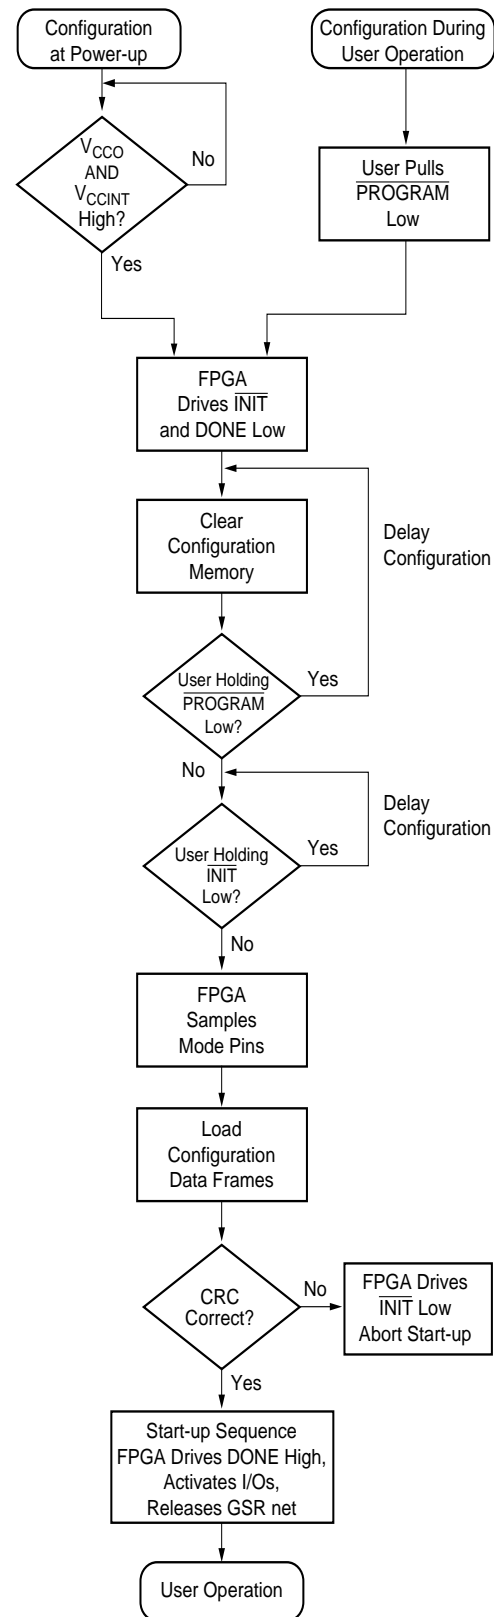 Configuration
at Power-up
Configuration During
User Operation
VCCO
AND
VCCINT
High?
No
Yes
User Pulls
PROGRAM
Low
FPGA
Drives INIT
and DONE Low
Clear
Configuration
Memory
Delay
Configuration
User Holding
PROGRAM
Low?
Yes
No
Delay
Configuration
User Holding
INIT
Low?
Yes
No
FPGA
Samples
Mode Pins
Load
Configuration
Data Frames
CRC
Correct?
No
FPGA Drives
INIT Low
Abort Start-up
Yes
Start-up Sequence
FPGA Drives DONE High,
Activates I/Os,
Releases GSR net
User Operation